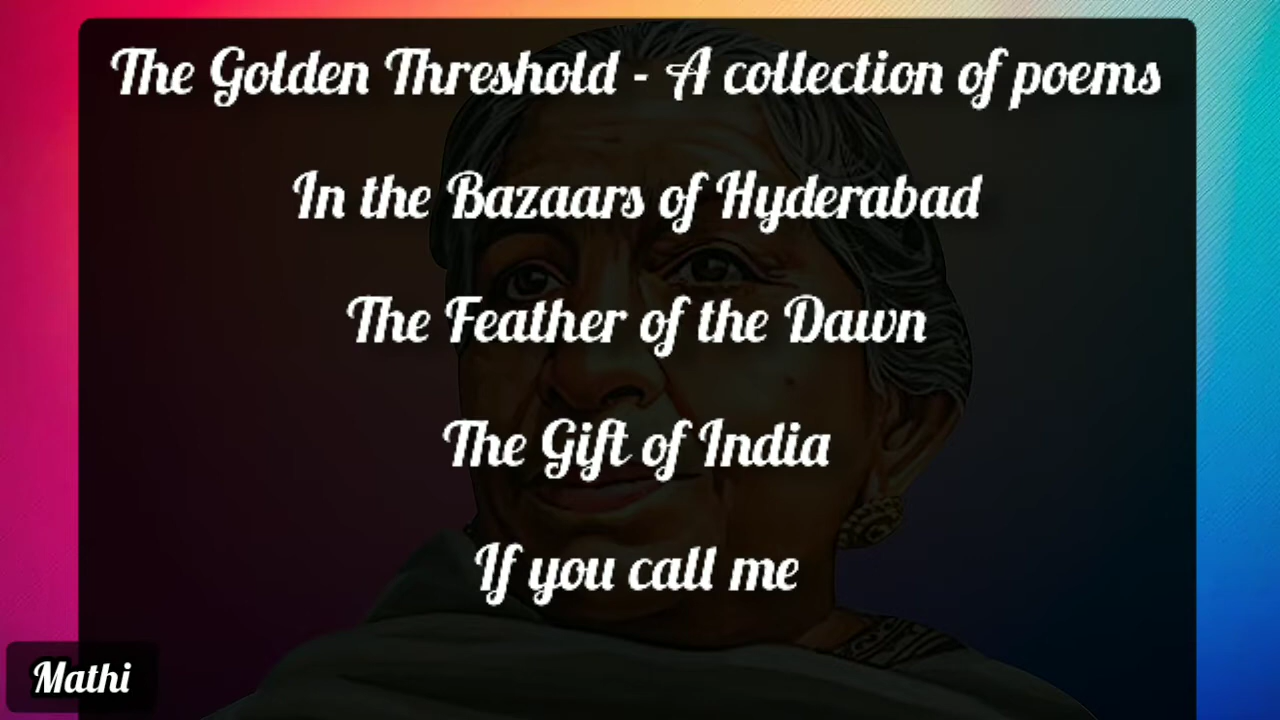 The Golden Threshold - A collection of poems
In the Bazaars of Hyderabad
The Feather of the Dawn
The Gift of India
If you call me
Mathi